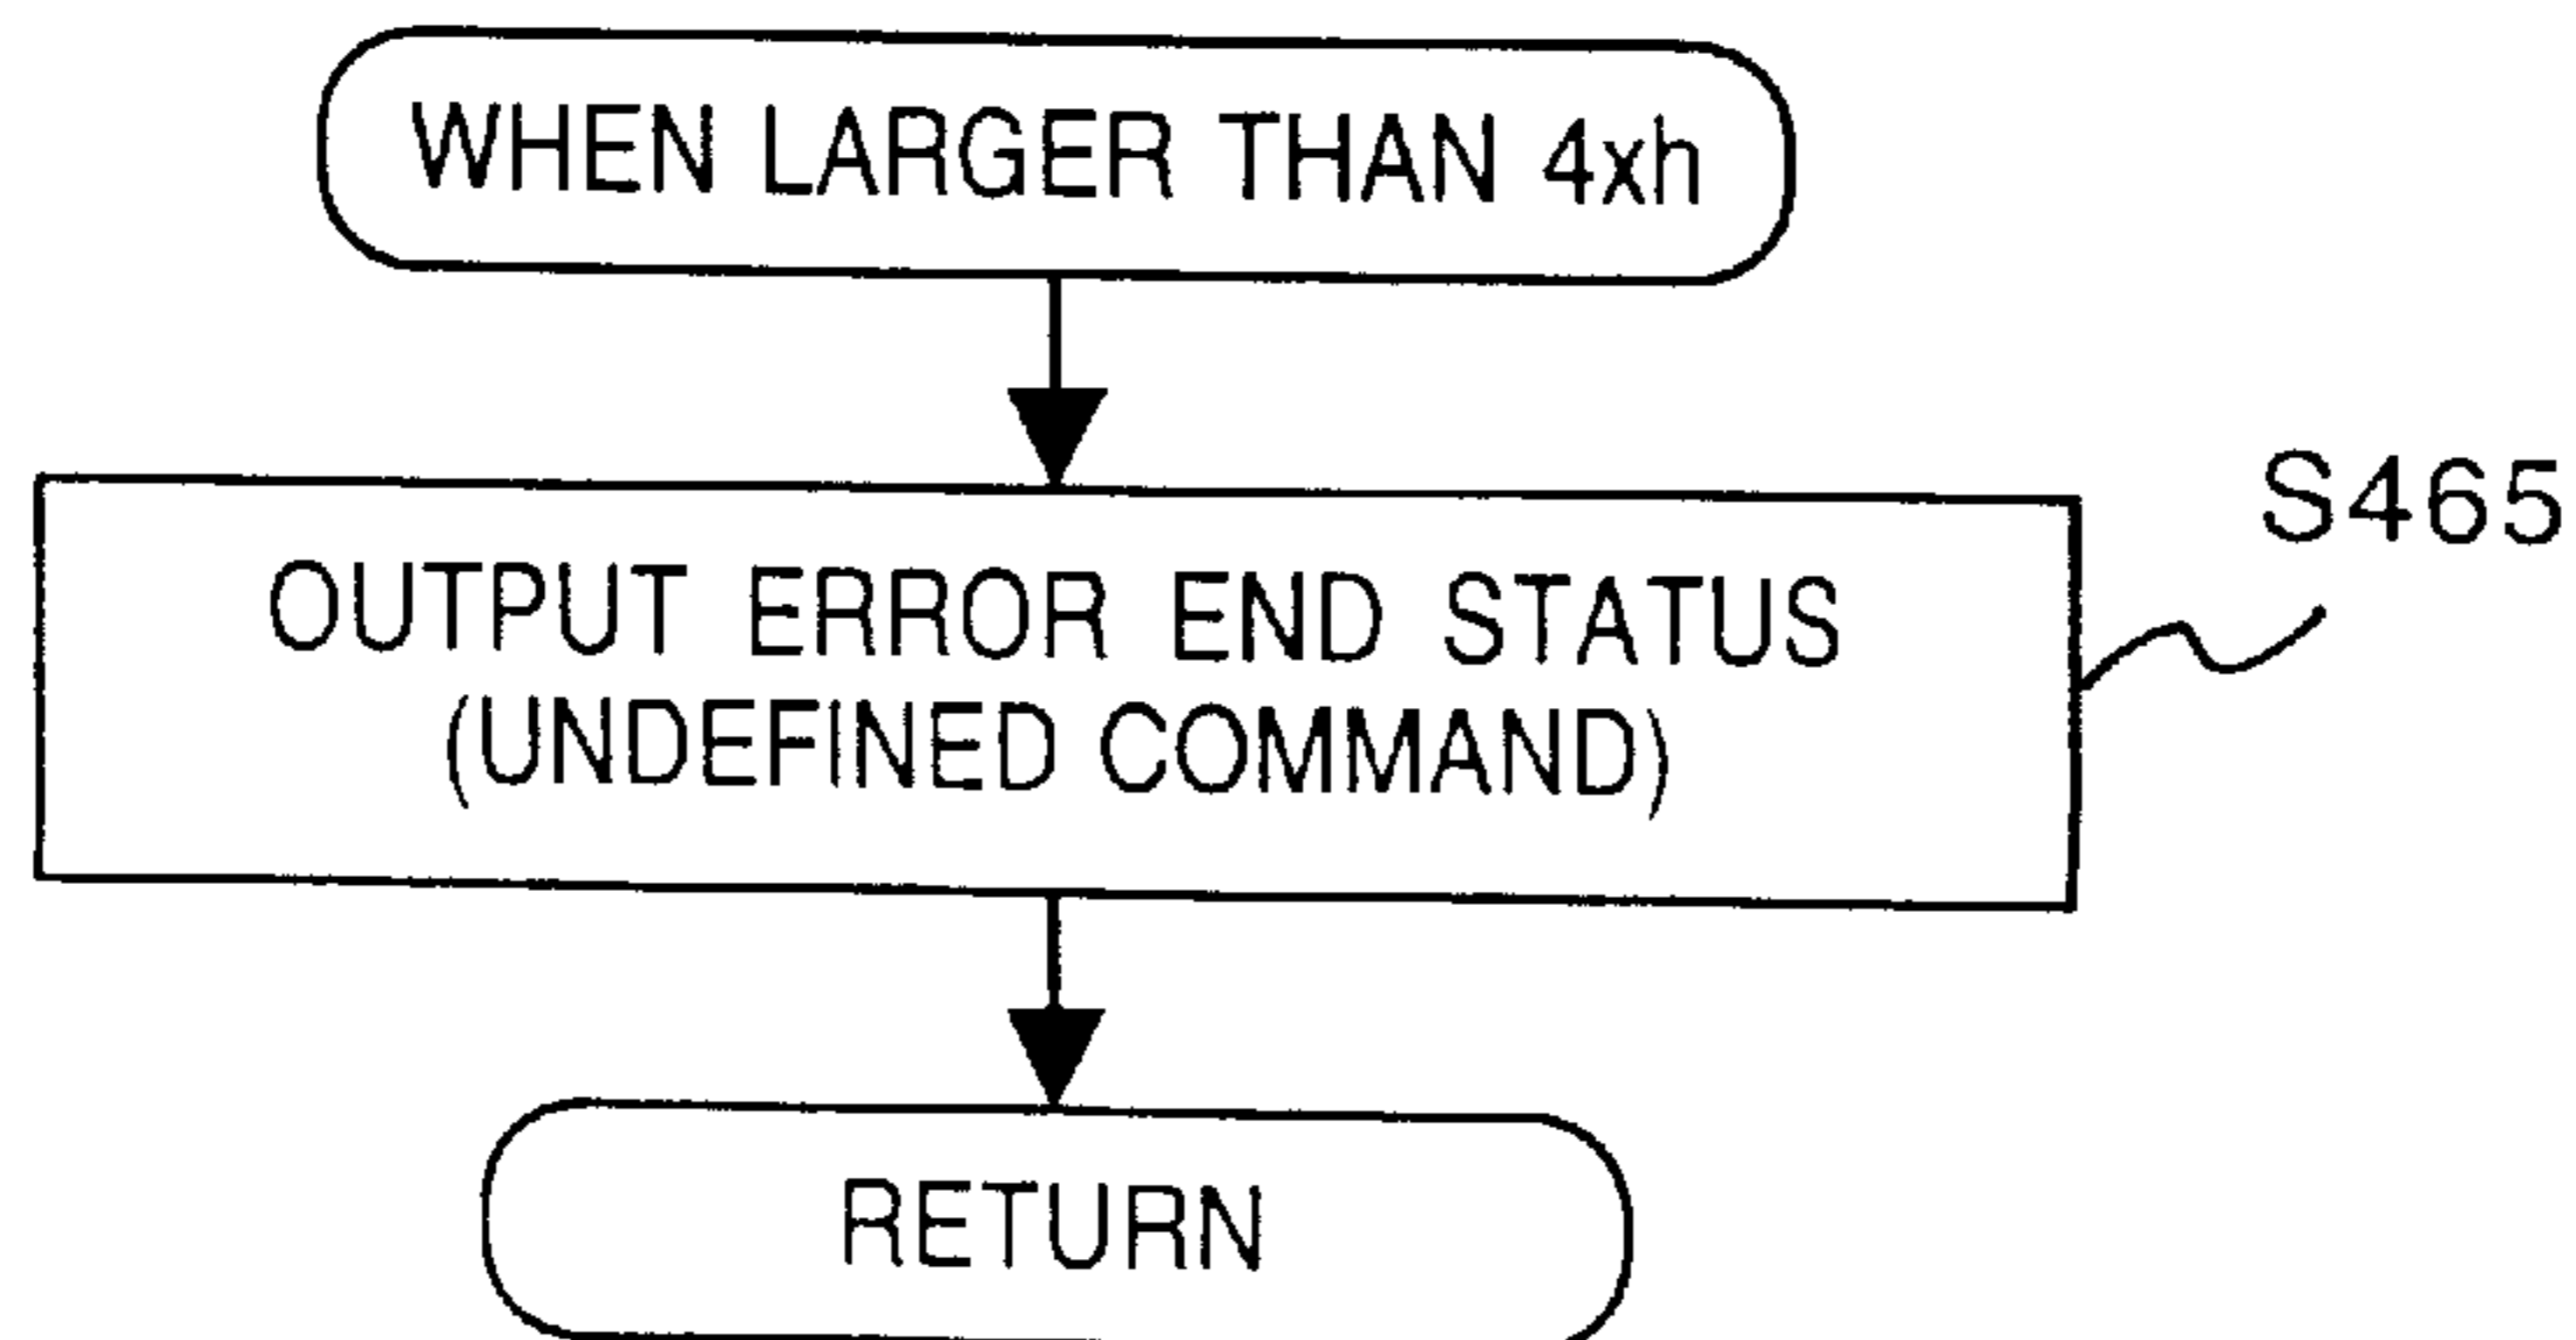 WHEN LARGER THAN 4xh
S465
OUTPUT ERROR END STATUS
(UNDEFINED COMMAND)
RETURN